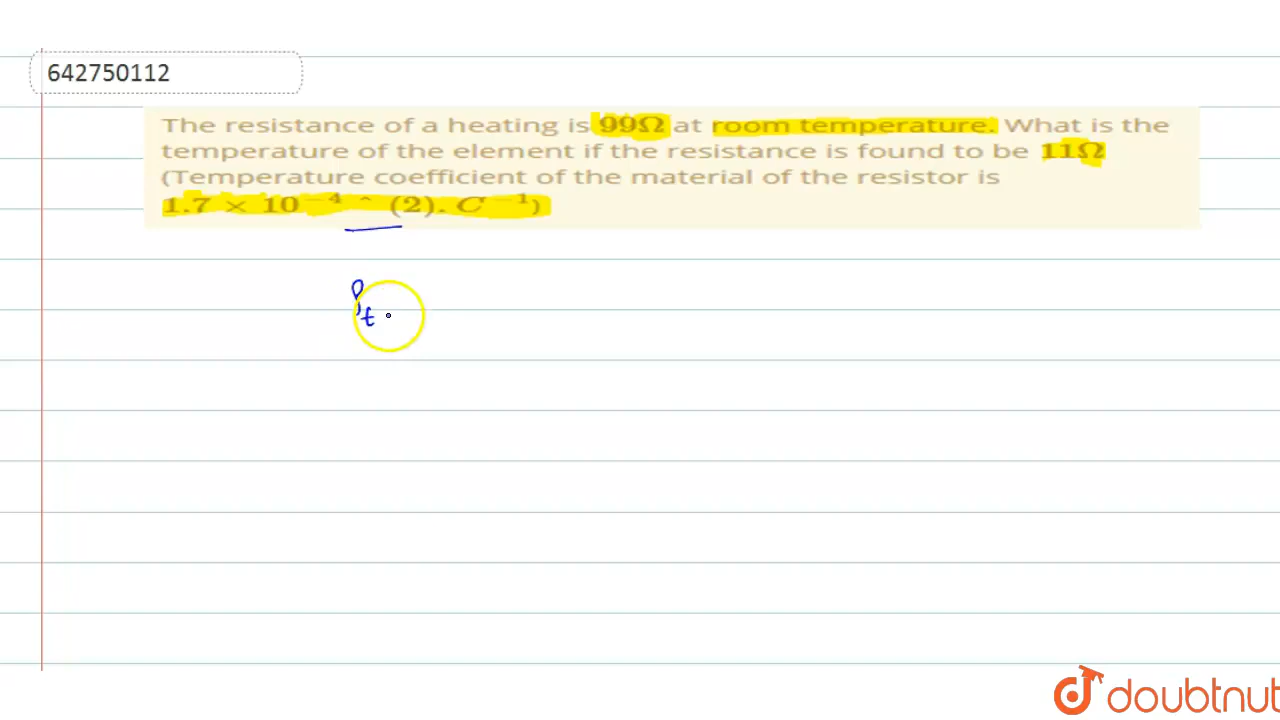 642750112
The resistance of a heating is 99Ω at room temperature. What is the
temperature of the element if the resistance is found to be 11Ω
(Temperature coefficient of the material of the resistor is
1.7 × 10⁻⁴ ^ (2). C⁻¹)
t
doubtnut